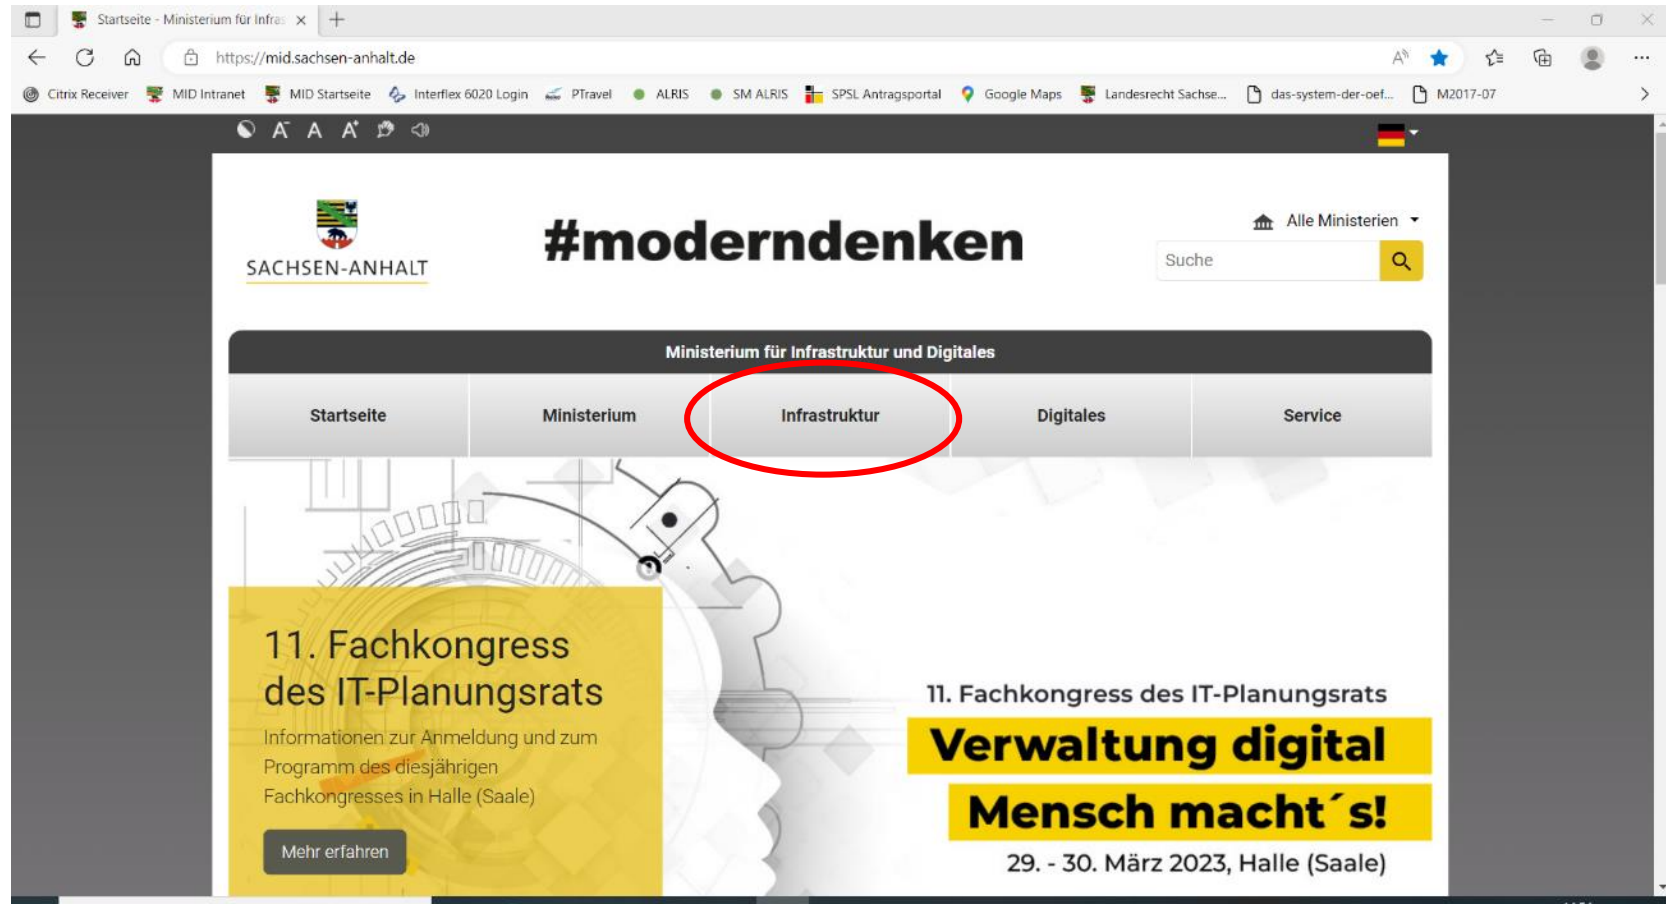 Startseite - Ministerium für Infras
https://mid.sachsen-anhalt.de
Citrix Receiver MID Intranet MID Startseite Interflex 6020 Login PTravel ALRIS SM ALRIS SPSL Antragsportal Google Maps Landesrecht Sachse... das-system-der-oef... M2017-07
A- A A+
SACHSEN-ANHALT
#moderndenken
Alle Ministerien
Suche
Ministerium für Infrastruktur und Digitales
Startseite Ministerium Infrastruktur Digitales Service
11. Fachkongress
des IT-Planungsrats
Informationen zur Anmeldung und zum
Programm des diesjährigen
Fachkongresses in Halle (Saale)
Mehr erfahren
11. Fachkongress des IT-Planungsrats
Verwaltung digital
Mensch macht´s!
29. - 30. März 2023, Halle (Saale)